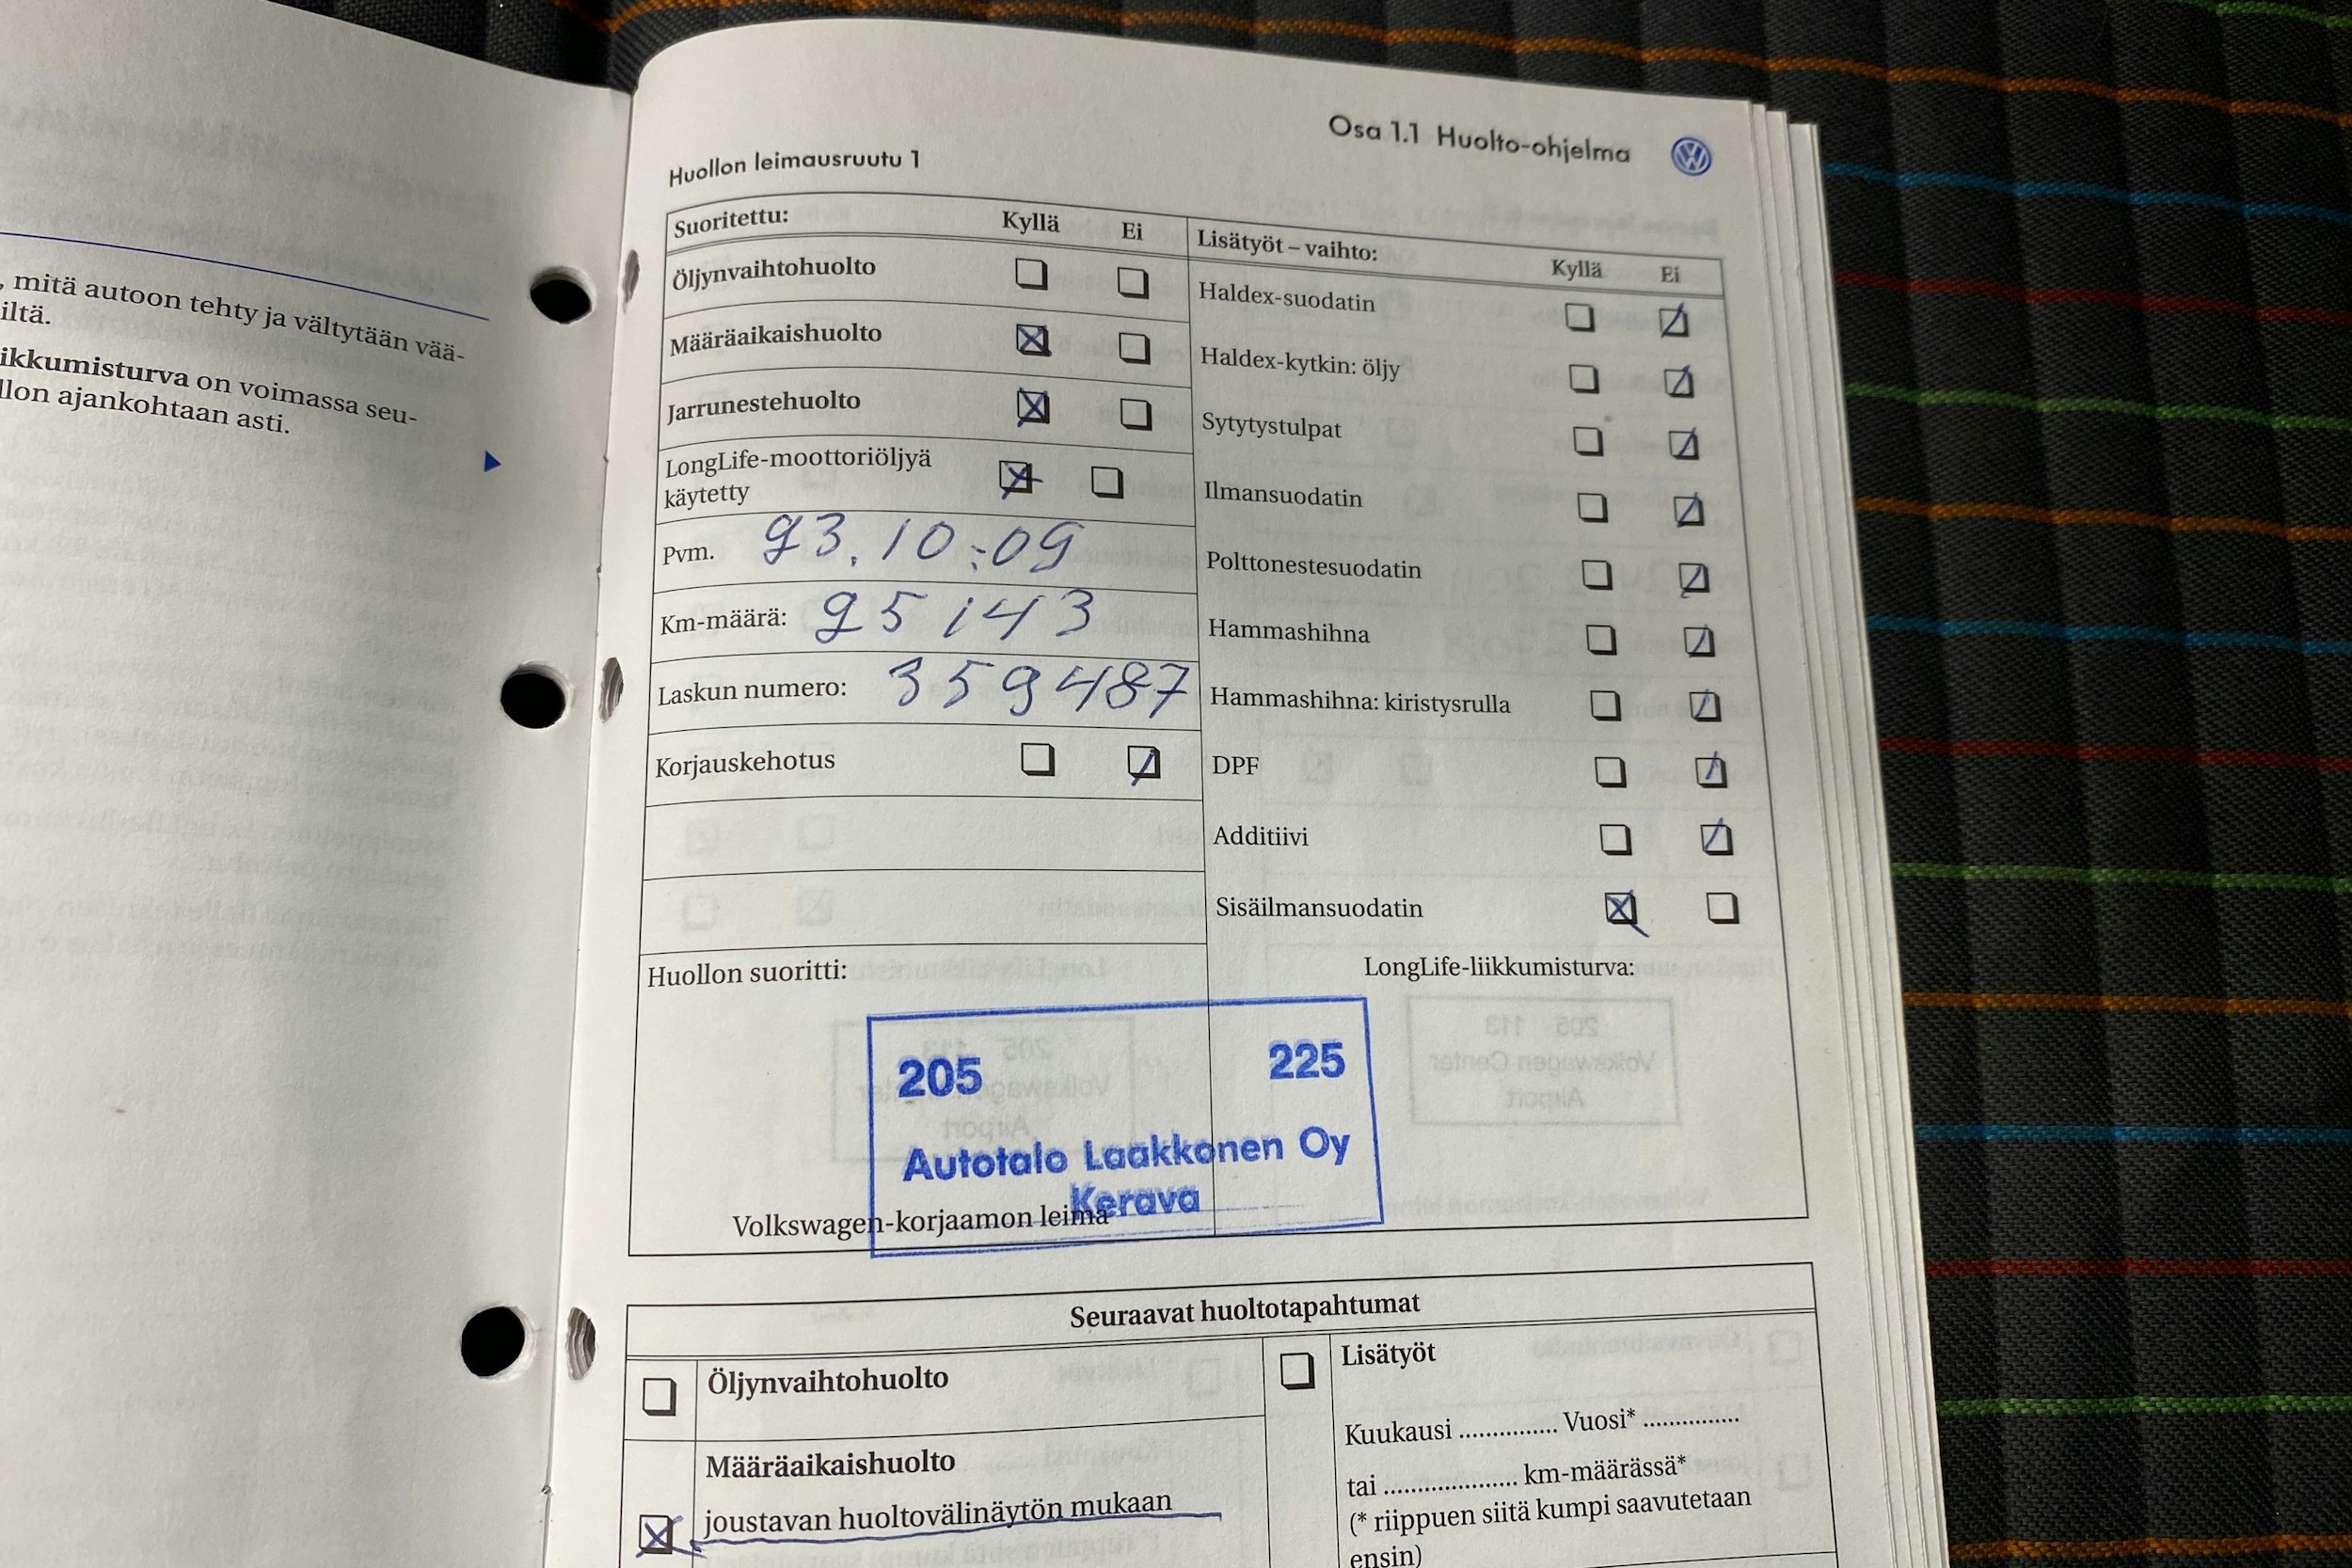 , mitä autoon tehty ja vältytään vää-
iltä.
ikkumisturva on voimassa seu-
llon ajankohtaan asti.
Osa 1.1 Huolto-ohjelma
Huollon leimausruutu 1
Suoritettu: Kyllä Ei
Öljynvaihtohuolto
Määräaikaishuolto
Jarrunestehuolto
LongLife-moottoriöljyä
käytetty
Pvm. 23.10.09
Km-määrä: 25143
Laskun numero: 359487
Korjauskehotus
Lisätyöt – vaihto: Kyllä Ei
Haldex-suodatin
Haldex-kytkin: öljy
Sytytystulpat
Ilmansuodatin
Polttonestesuodatin
Hammashihna
Hammashihna: kiristysrulla
DPF
Additiivi
Sisäilmansuodatin
Huollon suoritti:
LongLife-liikkumisturva:
205 225
Autotalo Laakkonen Oy
Kerava
Volkswagen-korjaamon leima
Seuraavat huoltotapahtumat
Öljynvaihtohuolto
Määräaikaishuolto
joustavan huoltovälinäytön mukaan
Lisätyöt
Kuukausi .............. Vuosi* ..............
tai .................... km-määrässä*
(* riippuen siitä kumpi saavutetaan
ensin)